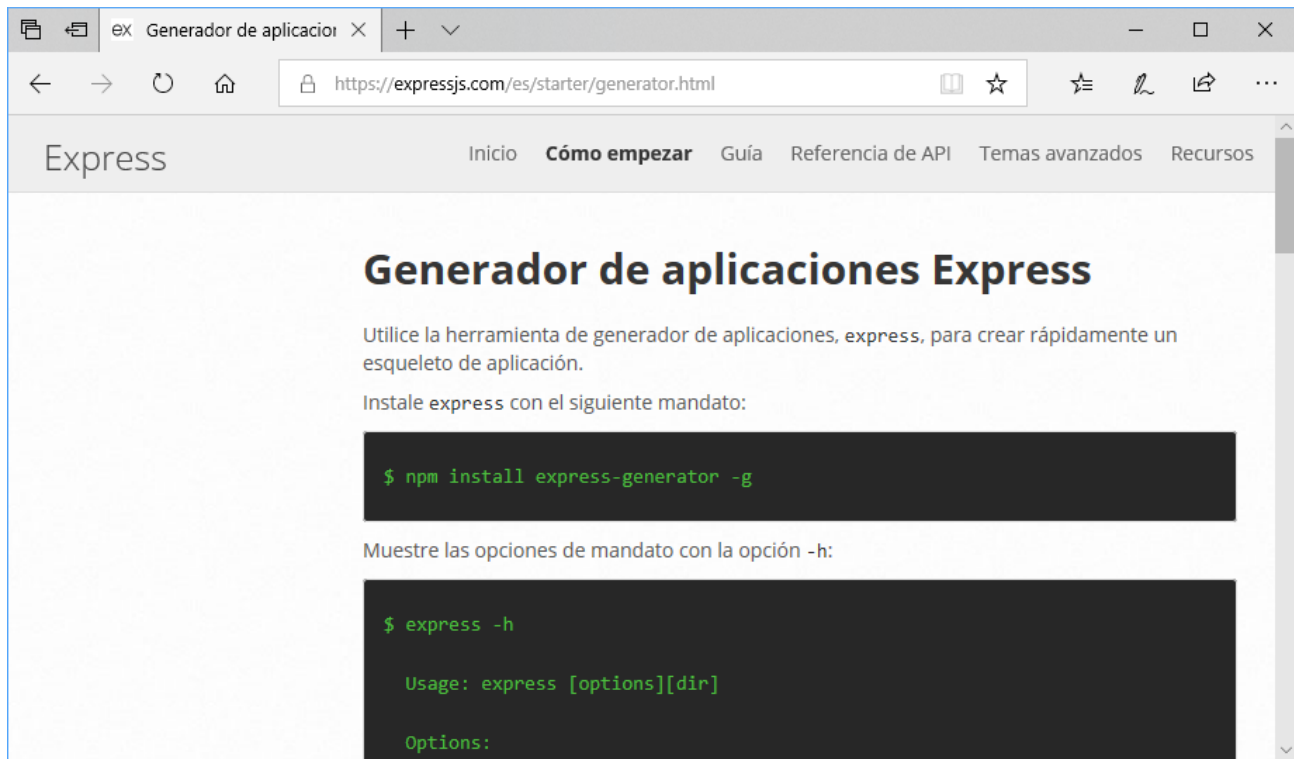 ex Generador de aplicacior
https://expressjs.com/es/starter/generator.html
Express
Inicio Cómo empezar Guía Referencia de API Temas avanzados Recursos
Generador de aplicaciones Express
Utilice la herramienta de generador de aplicaciones, express, para crear rápidamente un
esqueleto de aplicación.
Instale express con el siguiente mandato:
$ npm install express-generator -g
Muestre las opciones de mandato con la opción -h:
$ express -h
Usage: express [options][dir]
Options: